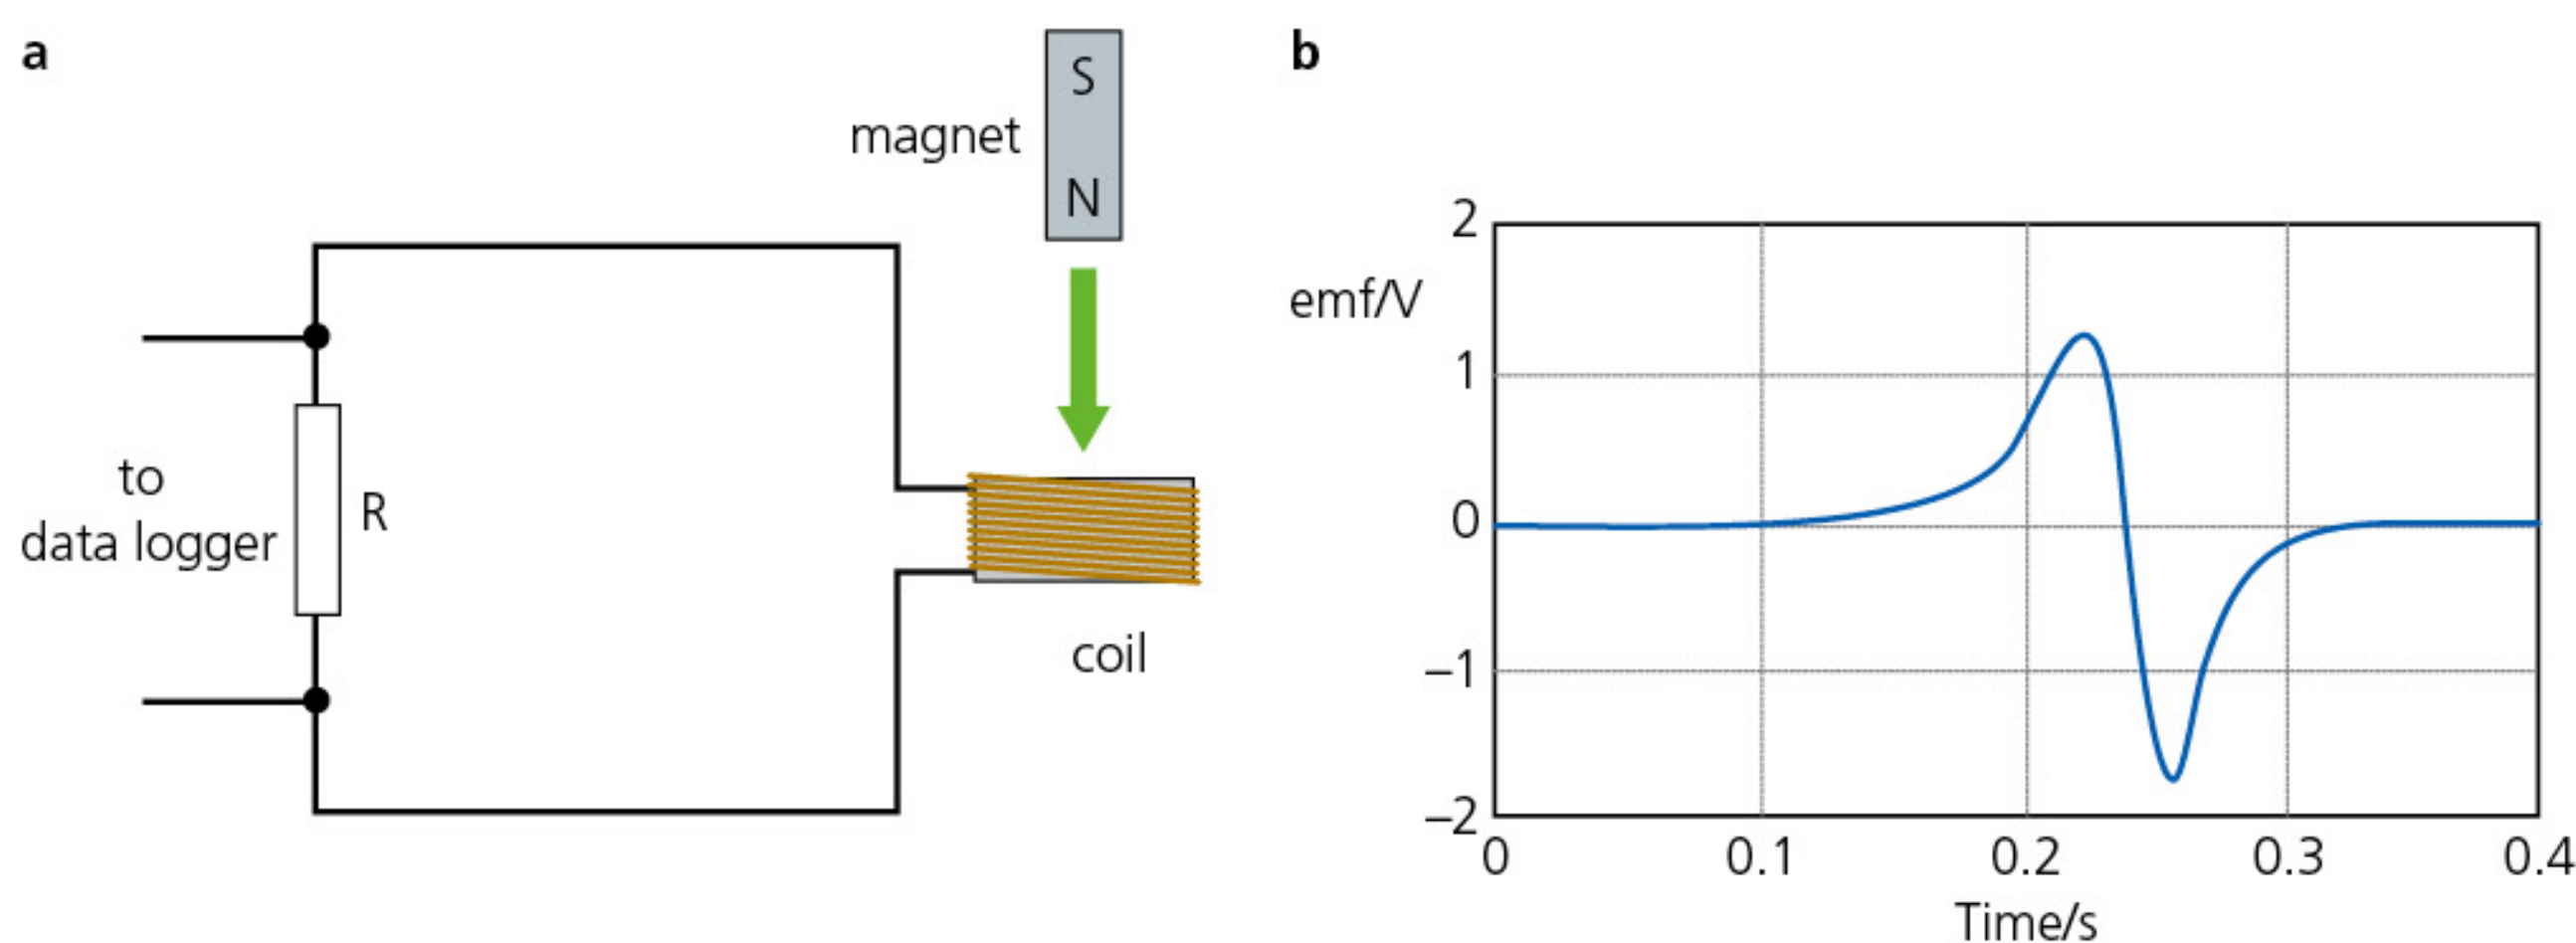 a
S
magnet
N
to
data logger
R
coil
b
2
emf/V
1
0
–1
–2
0 0.1 0.2 0.3 0.4
Time/s